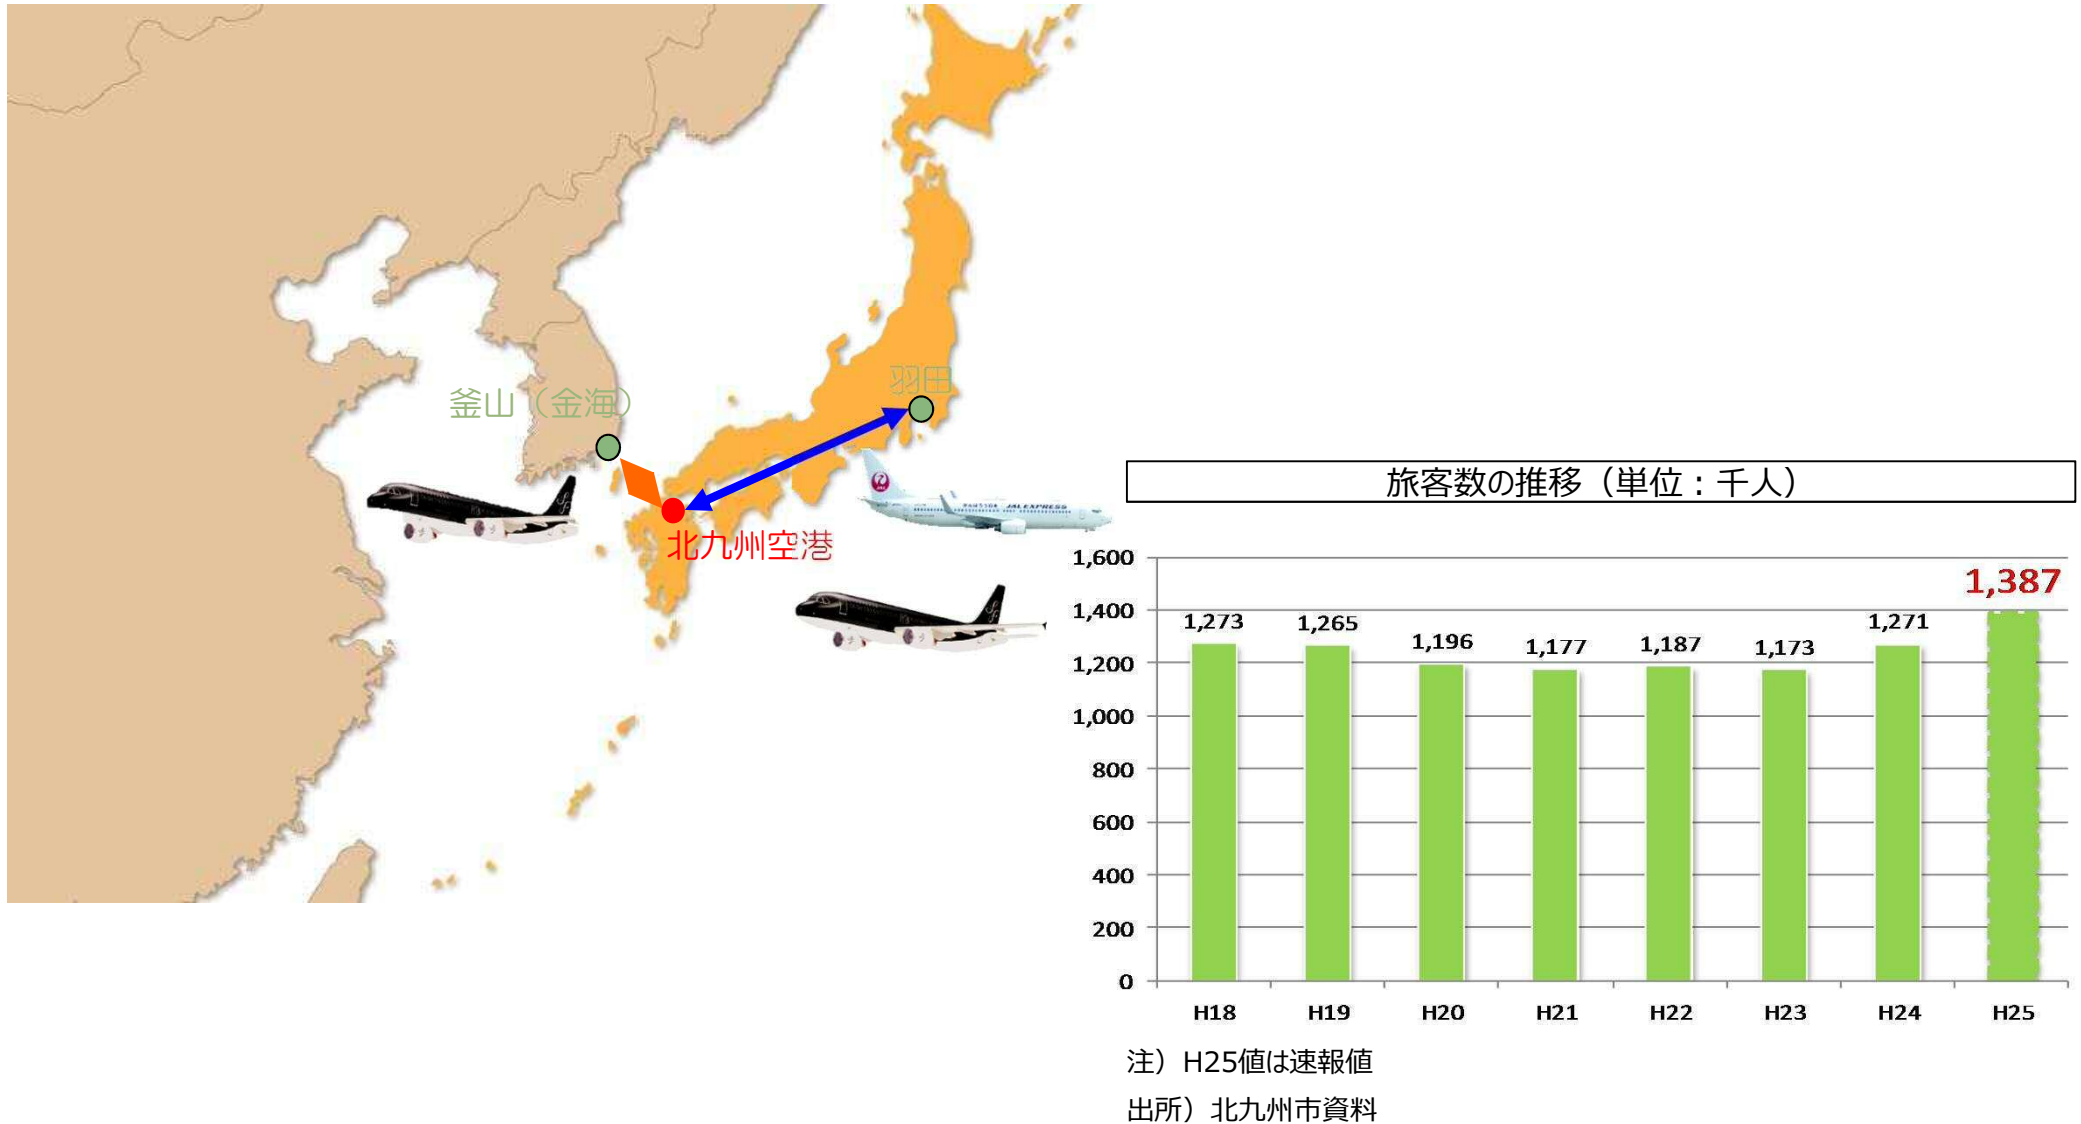 羽田
釜山（金海）
JAL EXPRESS
北九州空港
旅客数の推移（単位：千人）
1,600
1,400
1,200
1,000
800
600
400
200
0
1,273
1,265
1,196
1,177
1,187
1,173
1,271
1,387
H18 H19 H20 H21 H22 H23 H24 H25
注）H25値は速報値
出所）北九州市資料